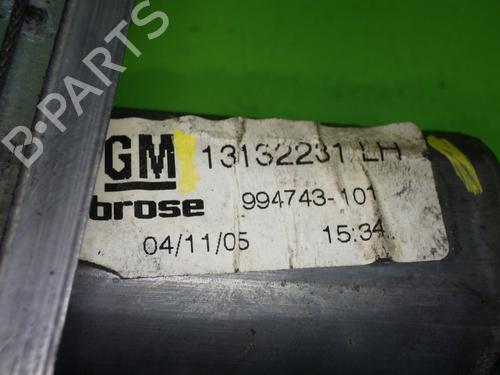 GM 13132231 LH
brose 994743-101
04/11/05 15:34
B-PARTS